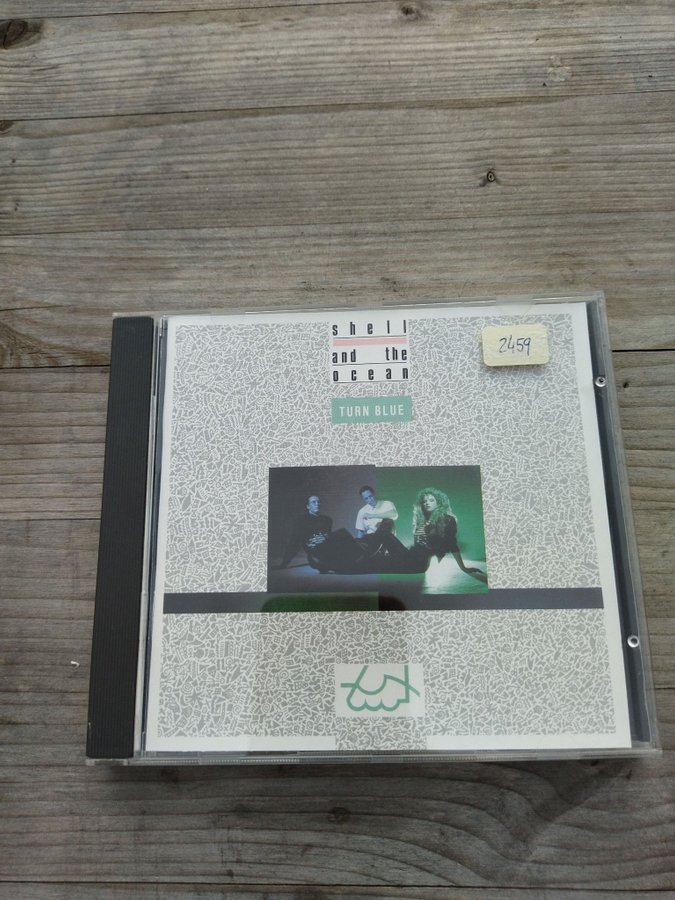 shell
and the
ocean
2459
TURN BLUE